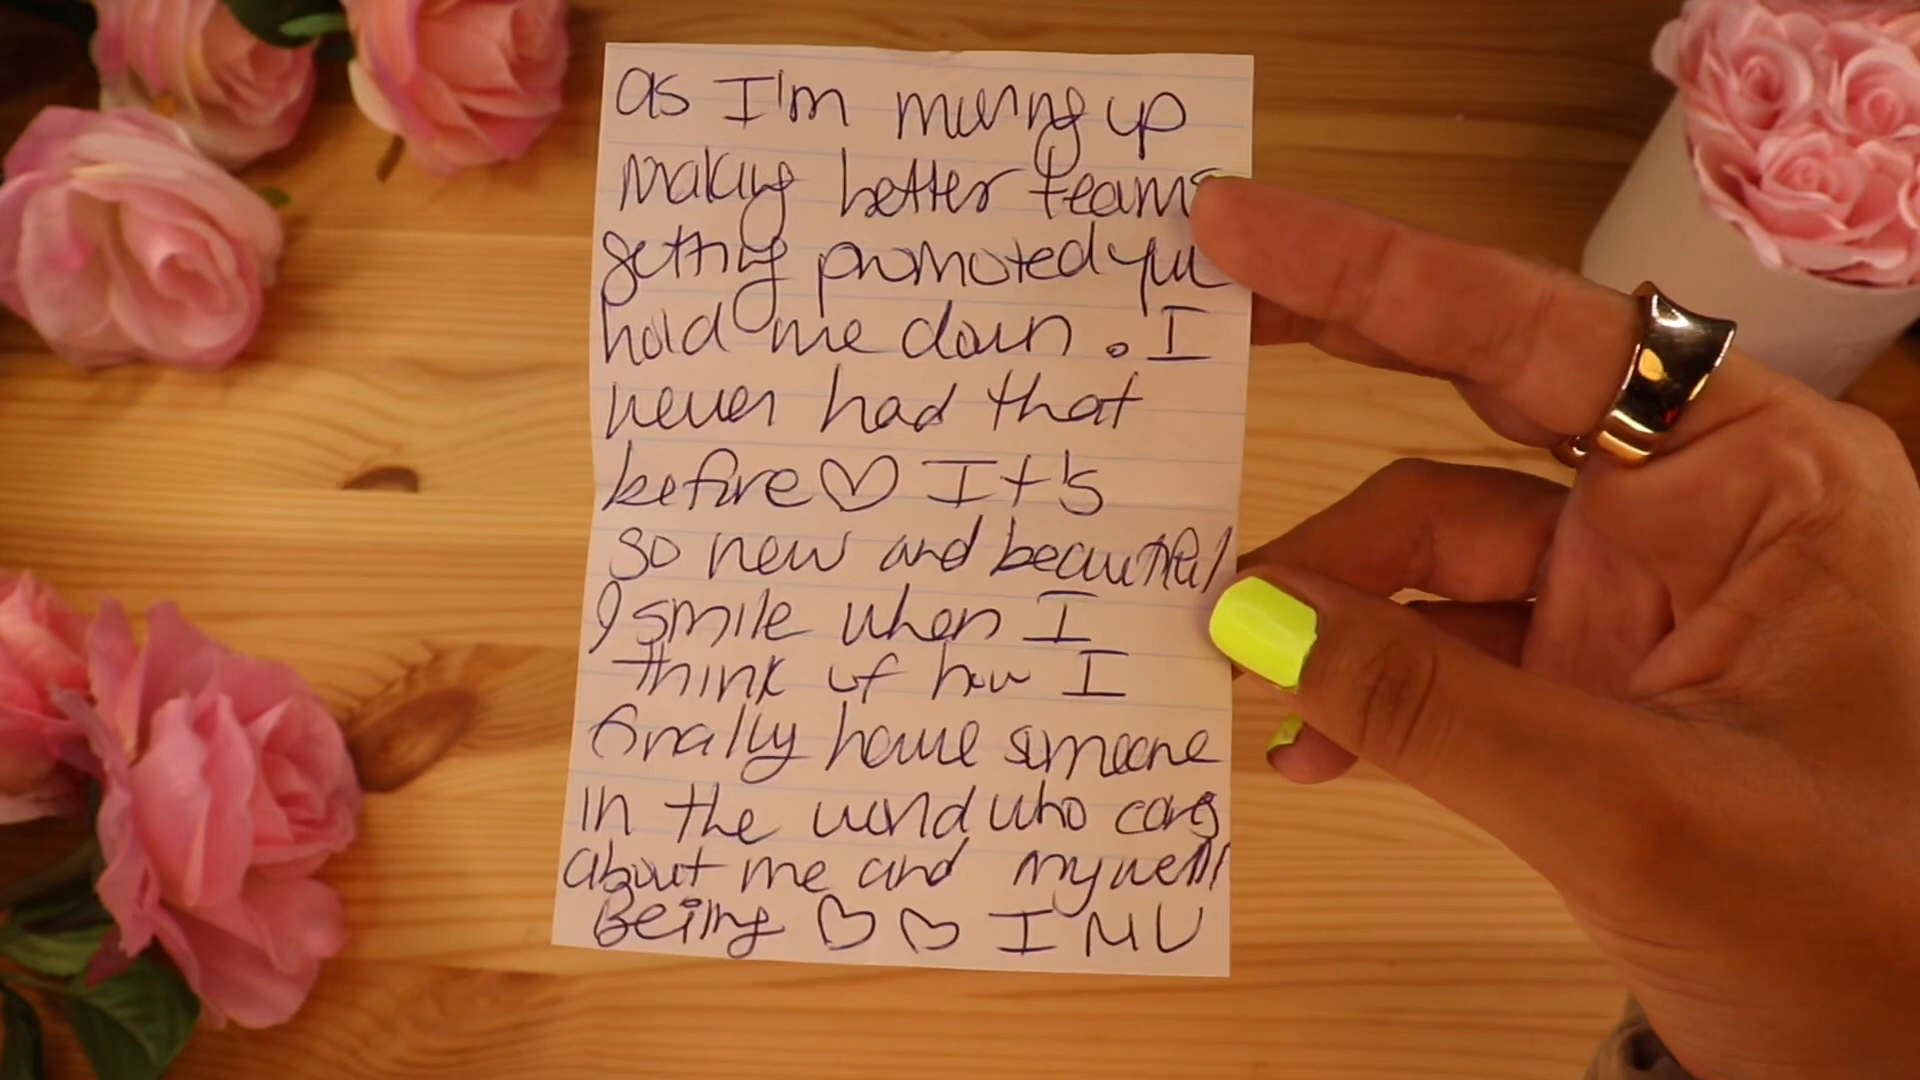 as I'm moving up
making better teams
getting promoted you
hold me down. I
never had that
before ♡ It's
so new and beautiful
I smile when I
think of how I
finally have someone
in the world who cares
about me and my well
Being ♡ ♡ I M U